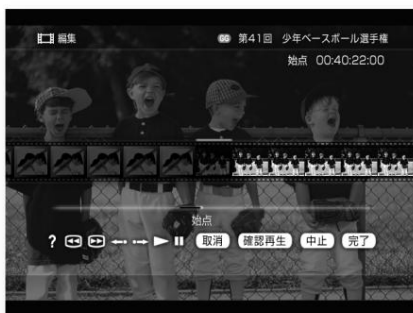 編集
GG 第41回 少年ベースボール選手権
始点 00:40:22:00
始点
? 取消 確認再生 中止 完了